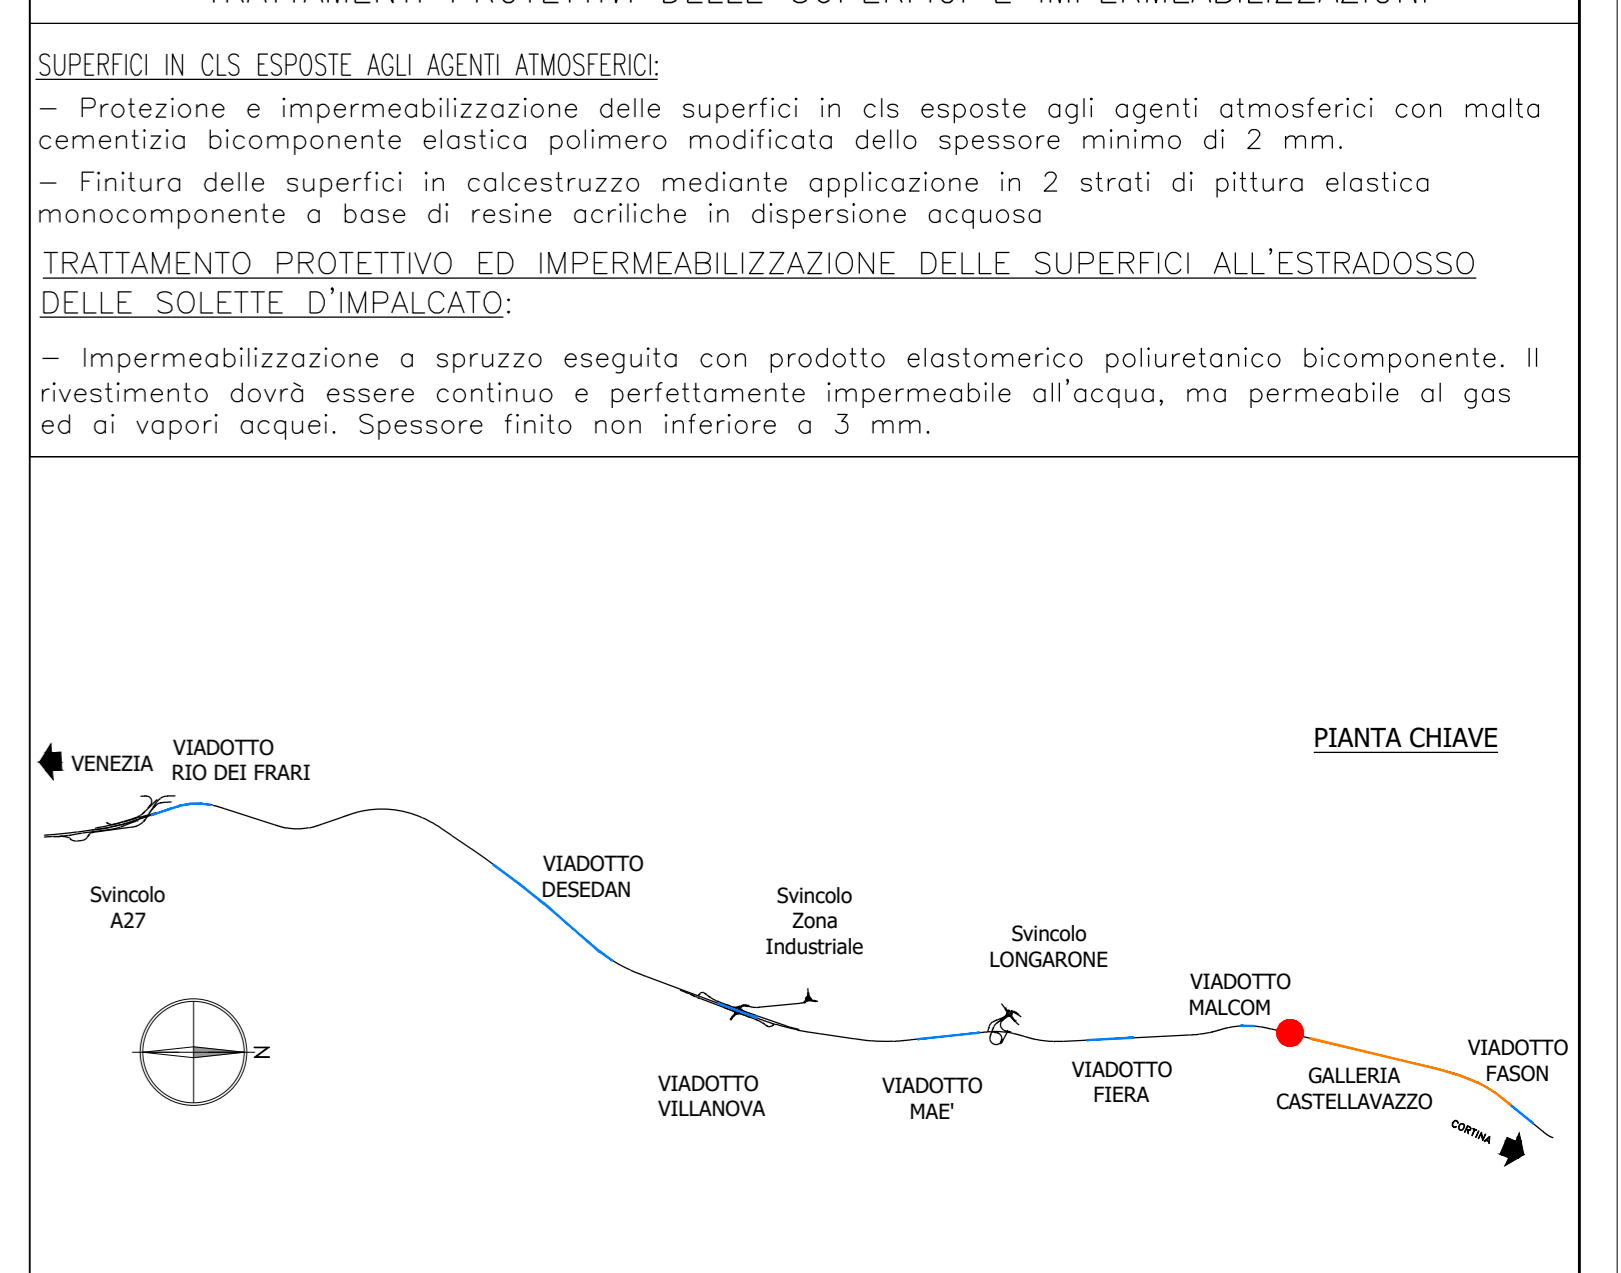 TRATTAMENTI PROTETTIVI DELLE SUPERFICI E IMPERMEABILIZZAZIONI
SUPERFICI IN CLS ESPOSTE AGLI AGENTI ATMOSFERICI:
– Protezione e impermeabilizzazione delle superfici in cls esposte agli agenti atmosferici con malta
cementizia bicomponente elastica polimero modificata dello spessore minimo di 2 mm.
– Finitura delle superfici in calcestruzzo mediante applicazione in 2 strati di pittura elastica
monocomponente a base di resine acriliche in dispersione acquosa
TRATTAMENTO PROTETTIVO ED IMPERMEABILIZZAZIONE DELLE SUPERFICI ALL'ESTRADOSSO
DELLE SOLETTE D'IMPALCATO:
– Impermeabilizzazione a spruzzo eseguita con prodotto elastomerico poliuretanico bicomponente. Il
rivestimento dovrà essere continuo e perfettamente impermeabile all'acqua, ma permeabile al gas
ed ai vapori acquei. Spessore finito non inferiore a 3 mm.
PIANTA CHIAVE
VENEZIA
VIADOTTO
RIO DEI FRARI
Svincolo
A27
VIADOTTO
DESEDAN
Svincolo
Zona
Industriale
Svincolo
LONGARONE
VIADOTTO
MALCOM
N
VIADOTTO
VILLANOVA
VIADOTTO
MAE'
VIADOTTO
FIERA
GALLERIA
CASTELLAVAZZO
VIADOTTO
FASON
CORTINA